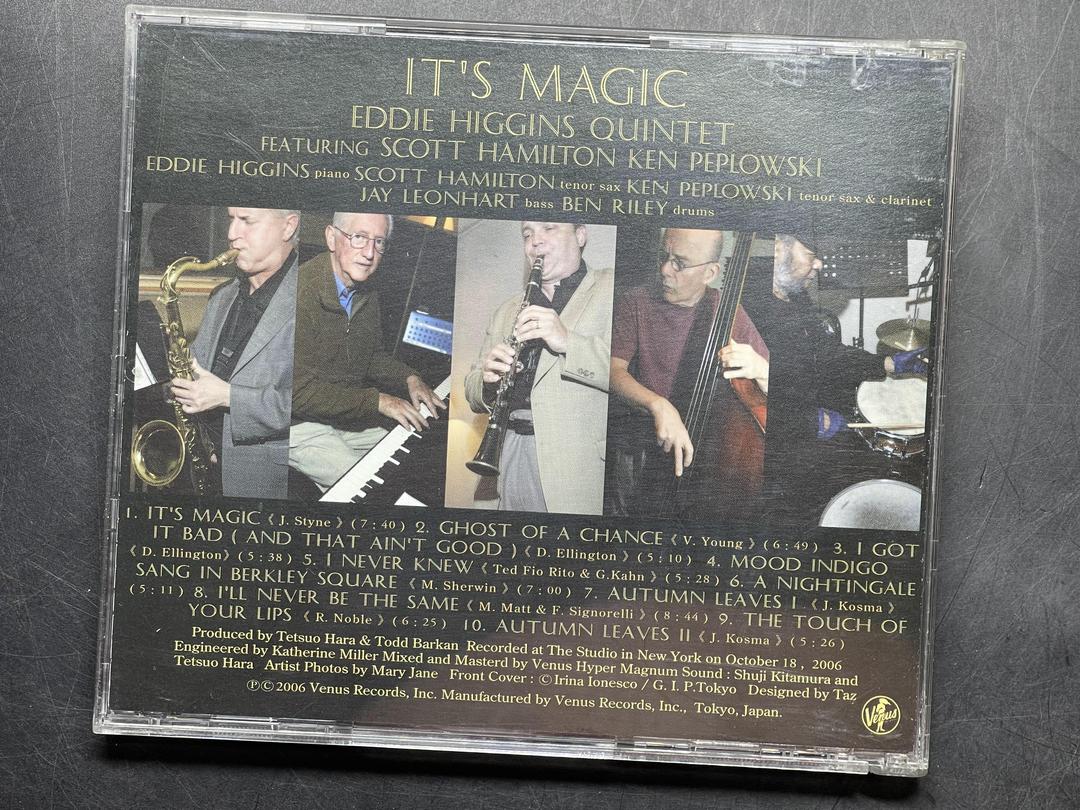 IT'S MAGIC
EDDIE HIGGINS QUINTET
FEATURING SCOTT HAMILTON KEN PEPLOWSKI
EDDIE HIGGINS piano SCOTT HAMILTON tenor sax KEN PEPLOWSKI tenor sax & clarinet
JAY LEONHART bass BEN RILEY drums
1. IT'S MAGIC 《 J. Styne 》 ( 7 : 40 ) 2. GHOST OF A CHANCE 《 V. Young 》 ( 6 : 49 ) 3. I GOT
IT BAD ( AND THAT AIN'T GOOD ) 《 D. Ellington 》 ( 5 : 10 ) 4. MOOD INDIGO
《 D. Ellington》 ( 5 : 38 ) 5. I NEVER KNEW 《 Ted Fio Rito & G.Kahn 》 ( 5 : 28 ) 6. A NIGHTINGALE
SANG IN BERKLEY SQUARE 《 M. Sherwin 》 ( 7 : 00 ) 7. AUTUMN LEAVES I 《 J. Kosma 》
( 5 : 11 ) 8. I'LL NEVER BE THE SAME 《 M. Matt & F. Signorelli 》 ( 8 : 44 ) 9. THE TOUCH OF
YOUR LIPS 《 R. Noble 》 ( 6 : 25 ) 10. AUTUMN LEAVES II 《 J. Kosma 》 ( 5 : 26 )
Produced by Tetsuo Hara & Todd Barkan Recorded at The Studio in New York on October 18 , 2006
Engineered by Katherine Miller Mixed and Masterd by Venus Hyper Magnum Sound : Shuji Kitamura and
Tetsuo Hara Artist Photos by Mary Jane Front Cover : © Irina Ionesco / G. I. P.Tokyo Designed by Taz
℗© 2006 Venus Records, Inc. Manufactured by Venus Records, Inc., Tokyo, Japan.
Venus